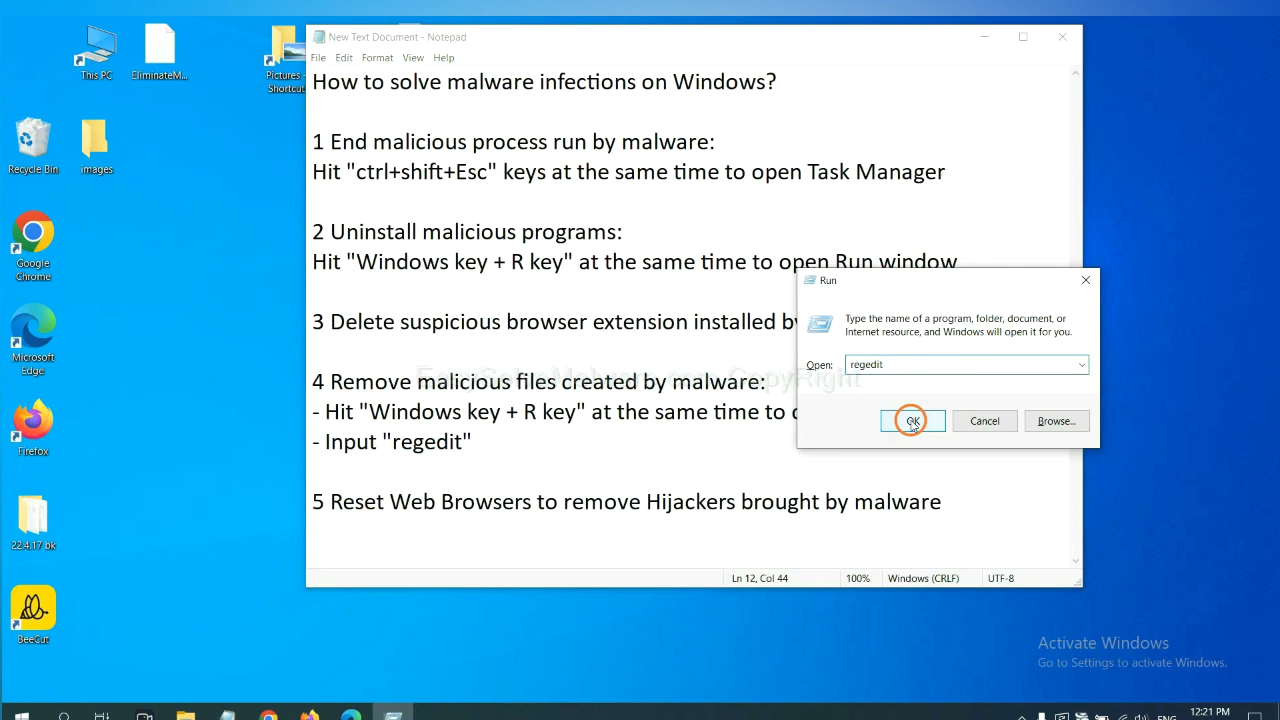 This PC
EliminateM...
Pictures -
Shortcut
Recycle Bin
images
Google
Chrome
Microsoft
Edge
Firefox
22.4.17 bk
BeeCut
New Text Document - Notepad
File Edit Format View Help
How to solve malware infections on Windows?
1 End malicious process run by malware:
Hit "ctrl+shift+Esc" keys at the same time to open Task Manager
2 Uninstall malicious programs:
Hit "Windows key + R key" at the same time to open Run window
3 Delete suspicious browser extension installed by
4 Remove malicious files created by malware:
- Hit "Windows key + R key" at the same time to
- Input "regedit"
5 Reset Web Browsers to remove Hijackers brought by malware
Ln 12, Col 44 100% Windows (CRLF) UTF-8
Run
Type the name of a program, folder, document, or
Internet resource, and Windows will open it for you.
Open: regedit
OK Cancel Browse...
EasySolveMalware.com CopyRight
Activate Windows
Go to Settings to activate Windows.
ENG
12:21 PM